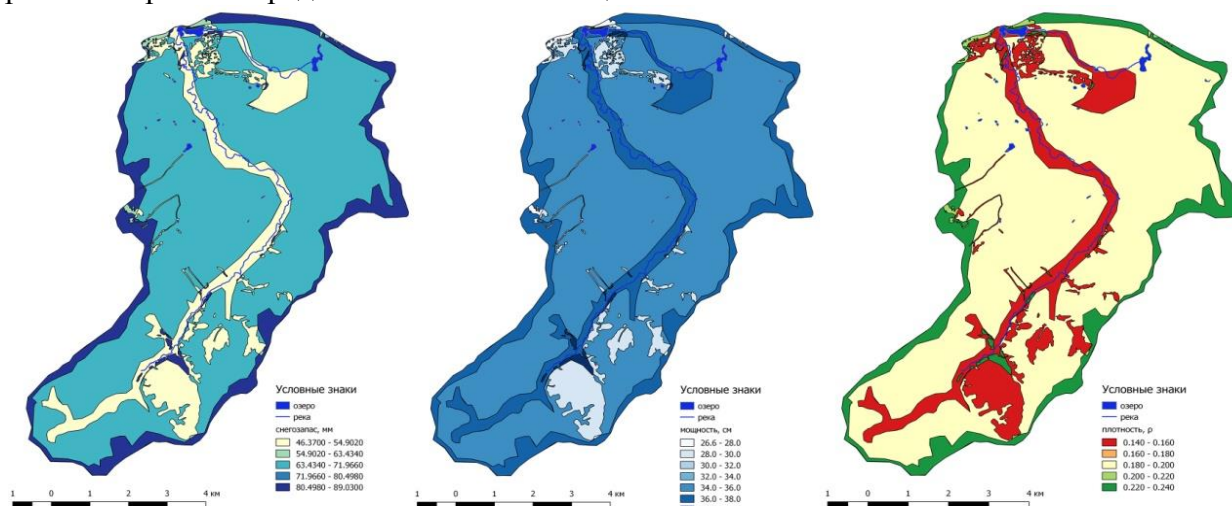 Условные знаки
озеро
река
снегозапас, мм
46.3700 - 54.9020
54.9020 - 63.4340
63.4340 - 71.9660
71.9660 - 80.4980
80.4980 - 89.0300
1 0 1 2 3 4 км
Условные знаки
озеро
река
мощность, см
26.6 - 28.0
28.0 - 30.0
30.0 - 32.0
32.0 - 34.0
34.0 - 36.0
36.0 - 38.0
1 0 1 2 3 4 км
Условные знаки
озеро
река
плотность, р
0.140 - 0.160
0.160 - 0.180
0.180 - 0.200
0.200 - 0.220
0.220 - 0.240
1 0 1 2 3 4 км